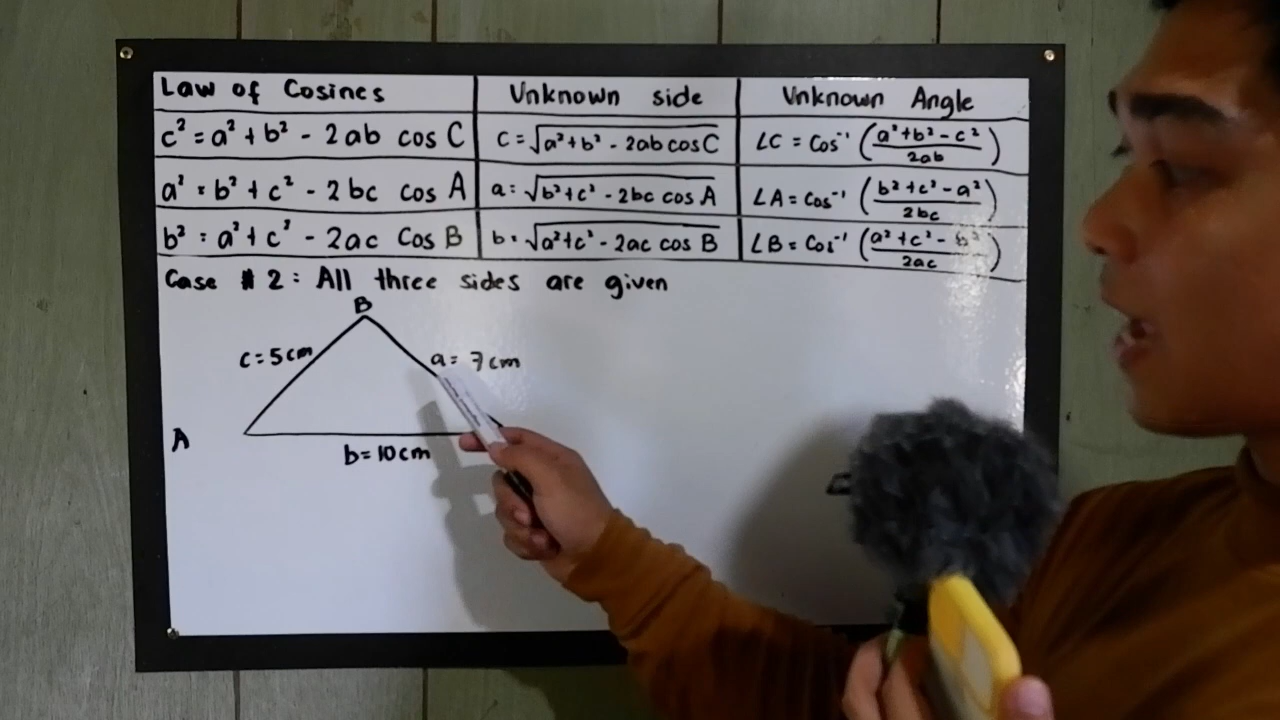 Law of Cosines
Unknown side
Unknown Angle
c² = a² + b² - 2ab cos C
C = √a²+b² - 2ab cos C
∠C = Cos⁻¹ (a²+b²-c² / 2ab)
a² = b² + c² - 2bc cos A
a = √b²+c² - 2bc cos A
∠A = Cos⁻¹ (b²+c²-a² / 2bc)
b² = a² + c² - 2ac Cos B
b = √a²+c² - 2ac cos B
∠B = Cos⁻¹ (a²+c²-b² / 2ac)
Case # 2: All three sides are given
B
c=5cm
a= 7cm
A
b=10cm